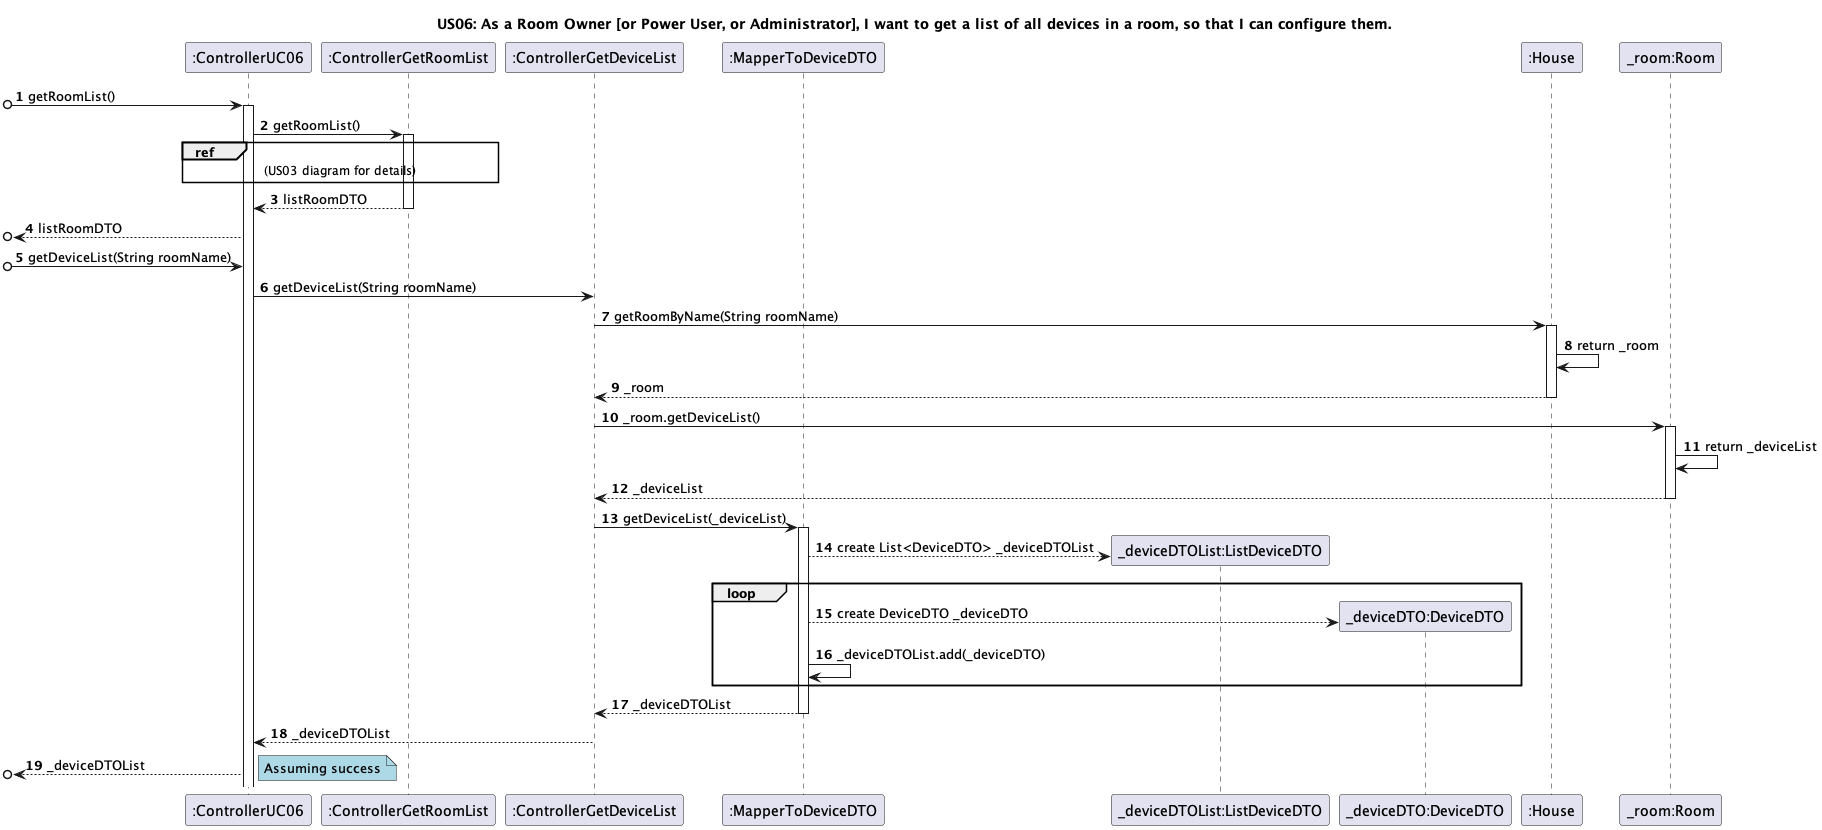 US06: As a Room Owner [or Power User, or Administrator], I want to get a list of all devices in a room, so that I can configure them.
:ControllerUC06 :ControllerGetRoomList :ControllerGetDeviceList :MapperToDeviceDTO :House _room:Room
1 getRoomList()
2 getRoomList()
ref
(US03 diagram for details)
3 listRoomDTO
4 listRoomDTO
5 getDeviceList(String roomName)
6 getDeviceList(String roomName)
7 getRoomByName(String roomName)
8 return _room
9 _room
10 _room.getDeviceList()
11 return _deviceList
12 _deviceList
13 getDeviceList(_deviceList)
14 create List<DeviceDTO> _deviceDTOList
_deviceDTOList:ListDeviceDTO
loop
15 create DeviceDTO _deviceDTO
_deviceDTO:DeviceDTO
16 _deviceDTOList.add(_deviceDTO)
17 _deviceDTOList
18 _deviceDTOList
19 _deviceDTOList
Assuming success
:ControllerUC06 :ControllerGetRoomList :ControllerGetDeviceList :MapperToDeviceDTO _deviceDTOList:ListDeviceDTO _deviceDTO:DeviceDTO :House _room:Room